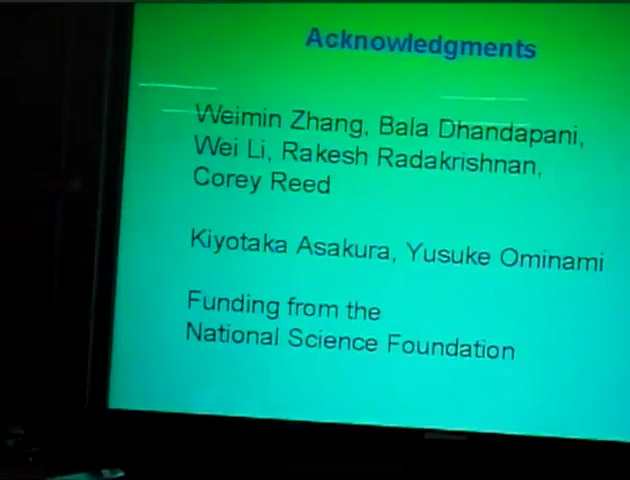 Acknowledgments
Weimin Zhang, Bala Dhandapani,
Wei Li, Rakesh Radakrishnan,
Corey Reed
Kiyotaka Asakura, Yusuke Ominami
Funding from the
National Science Foundation